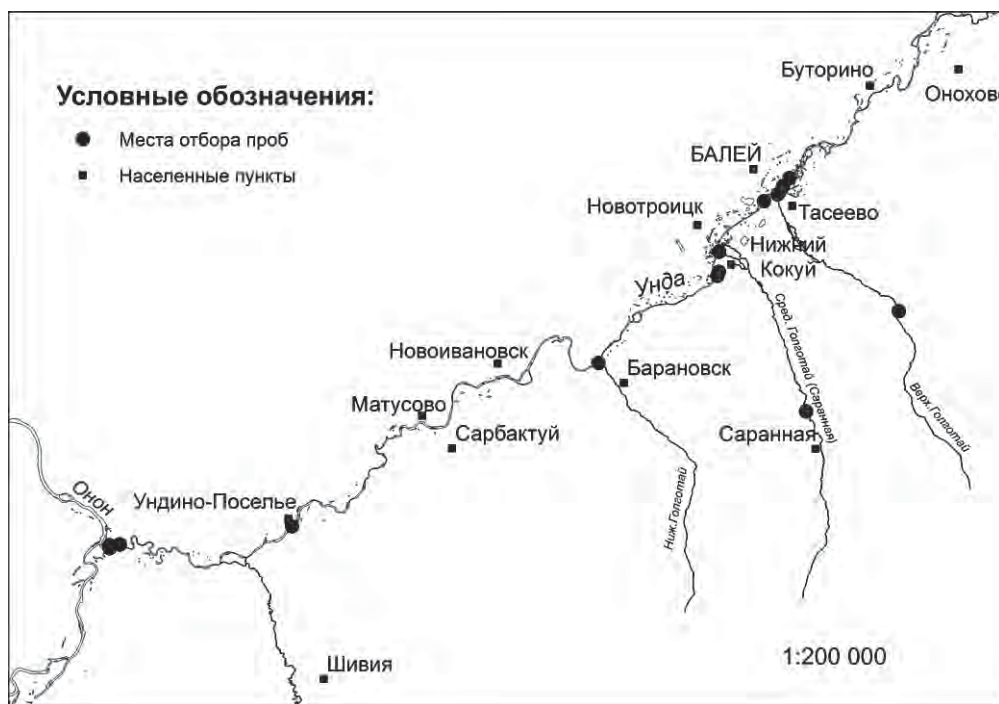 Условные обозначения:
Места отбора проб
Населенные пункты
Буторино
Онохово
БАЛЕЙ
Тасеево
Новотроицк
Нижний
Кокуй
Унда
Сред. Голготай (Саранная)
Верх.Голготай
Новоивановск
Барановск
Матусово
Сарбактуй
Саранная
Ниж.Голготай
Ундино-Поселье
Онон
Шивия
1:200 000